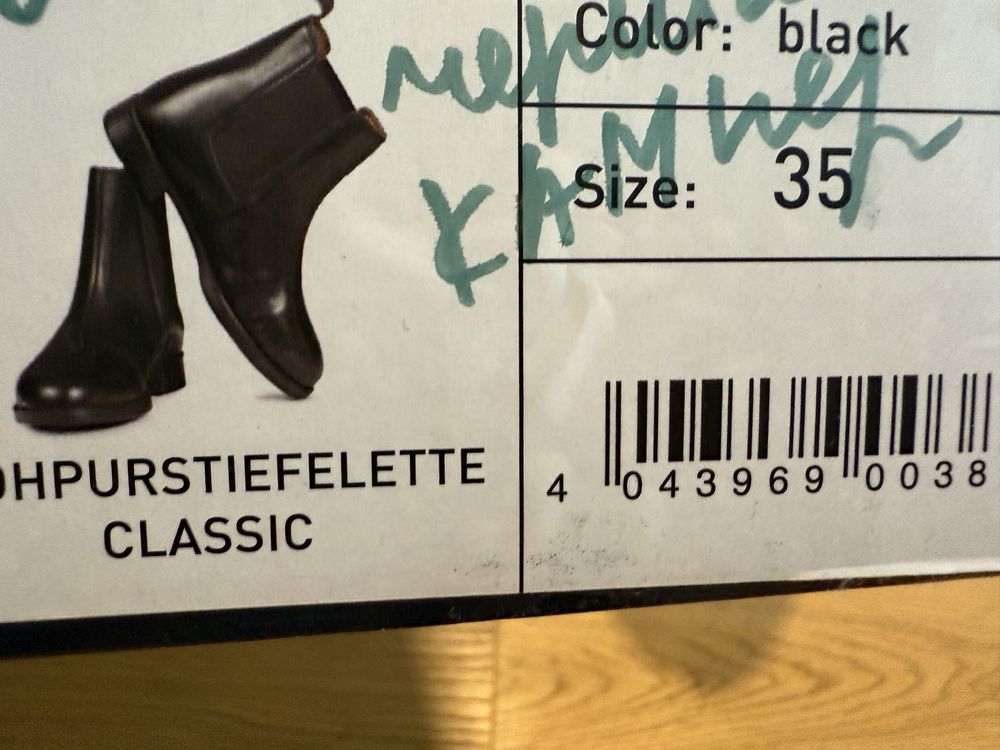 Color: black
Size: 35
OHPURSTIEFELETTE
CLASSIC
4 043969 0038